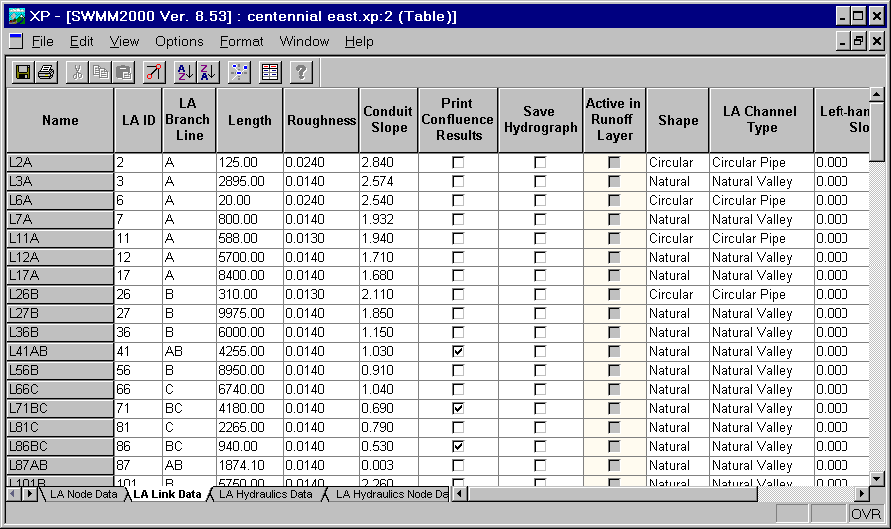 XP - [SWMM2000 Ver. 8.53] : centennial east.xp:2 (Table)]
File Edit View Options Format Window Help
Name LA ID LA Branch Line Length Roughness Conduit Slope Print Confluence Results Save Hydrograph Active in Runoff Layer Shape LA Channel Type Left-han Slo
L2A 2 A 125.00 0.0240 2.840 Circular Circular Pipe 0.000
L3A 3 A 2895.00 0.0140 2.574 Natural Natural Valley 0.000
L6A 6 A 20.00 0.0240 2.540 Circular Circular Pipe 0.000
L7A 7 A 800.00 0.0140 1.932 Natural Natural Valley 0.000
L11A 11 A 588.00 0.0130 1.940 Circular Circular Pipe 0.000
L12A 12 A 5700.00 0.0140 1.710 Natural Natural Valley 0.000
L17A 17 A 8400.00 0.0140 1.680 Natural Natural Valley 0.000
L26B 26 B 310.00 0.0130 2.110 Circular Circular Pipe 0.000
L27B 27 B 9975.00 0.0140 1.850 Natural Natural Valley 0.000
L36B 36 B 6000.00 0.0140 1.150 Natural Natural Valley 0.000
L41AB 41 AB 4255.00 0.0140 1.030 Natural Natural Valley 0.000
L56B 56 B 8950.00 0.0140 0.910 Natural Natural Valley 0.000
L66C 66 C 6740.00 0.0140 1.040 Natural Natural Valley 0.000
L71BC 71 BC 4180.00 0.0140 0.690 Natural Natural Valley 0.000
L81C 81 C 2265.00 0.0140 0.790 Natural Natural Valley 0.000
L86BC 86 BC 940.00 0.0140 0.530 Natural Natural Valley 0.000
L87AB 87 AB 1874.10 0.0140 0.003 Natural Natural Valley 0.000
L101B 101 B 5750.00 0.0140 2.260 Natural Natural Valley 0.000
LA Node Data LA Link Data LA Hydraulics Data LA Hydraulics Node Da
OVR